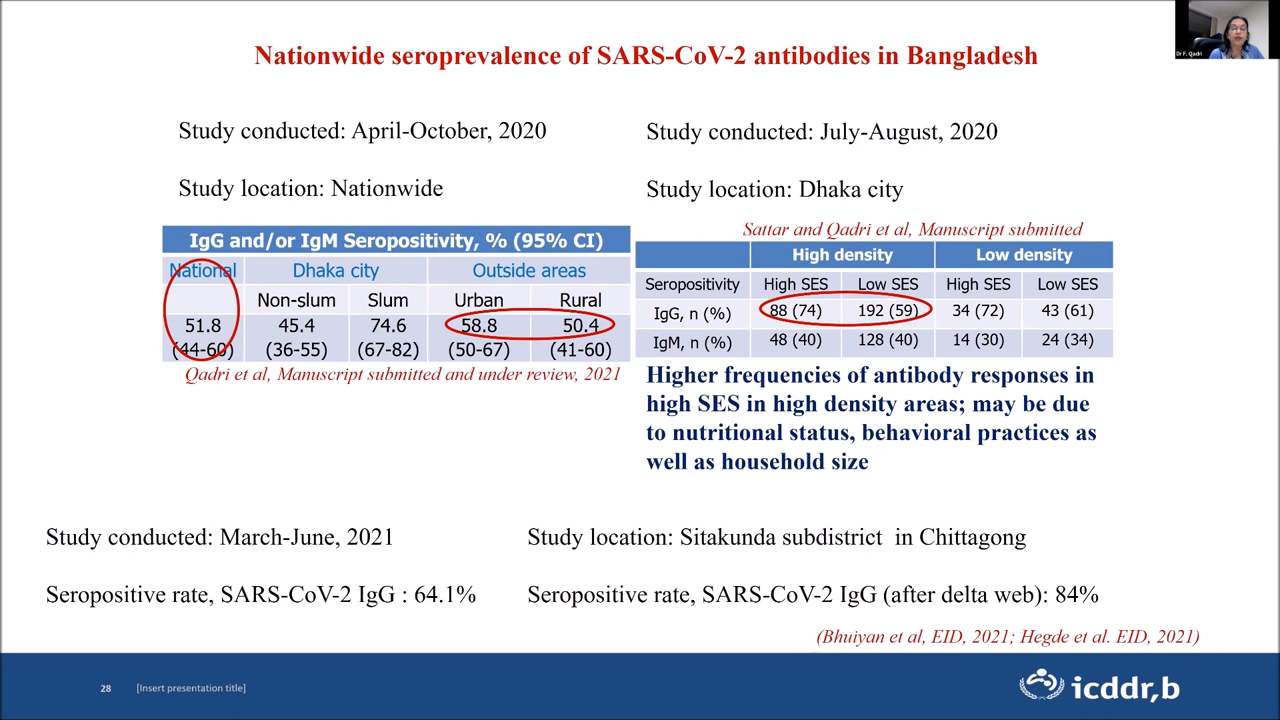 Dr F. Qadri
Nationwide seroprevalence of SARS-CoV-2 antibodies in Bangladesh
Study conducted: April-October, 2020
Study location: Nationwide
IgG and/or IgM Seropositivity, % (95% CI)
National Dhaka city Outside areas
Non-slum Slum Urban Rural
51.8 45.4 74.6 58.8 50.4
(44-60) (36-55) (67-82) (50-67) (41-60)
Qadri et al, Manuscript submitted and under review, 2021
Study conducted: July-August, 2020
Study location: Dhaka city
Sattar and Qadri et al, Manuscript submitted
High density Low density
Seropositivity High SES Low SES High SES Low SES
IgG, n (%) 88 (74) 192 (59) 34 (72) 43 (61)
IgM, n (%) 48 (40) 128 (40) 14 (30) 24 (34)
Higher frequencies of antibody responses in
high SES in high density areas; may be due
to nutritional status, behavioral practices as
well as household size
Study conducted: March-June, 2021 Study location: Sitakunda subdistrict in Chittagong
Seropositive rate, SARS-CoV-2 IgG : 64.1% Seropositive rate, SARS-CoV-2 IgG (after delta web): 84%
(Bhuiyan et al, EID, 2021; Hegde et al. EID, 2021)
28 [Insert presentation title]
icddr,b